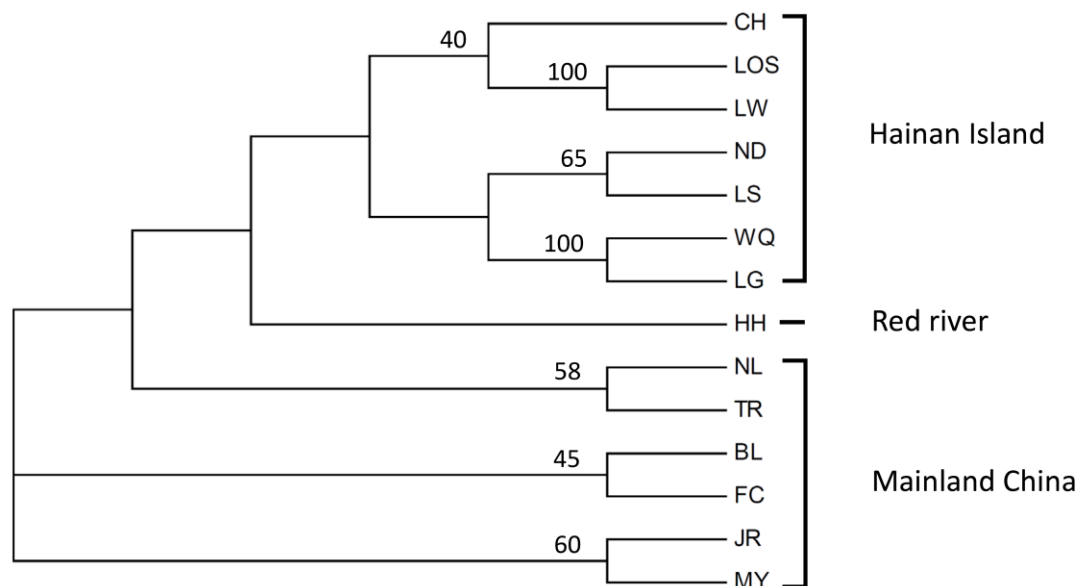 CH
40
LOS
100
LW
Hainan Island
ND
65
LS
WQ
100
LG
HH
Red river
NL
58
TR
BL
45
Mainland China
FC
JR
60
MY